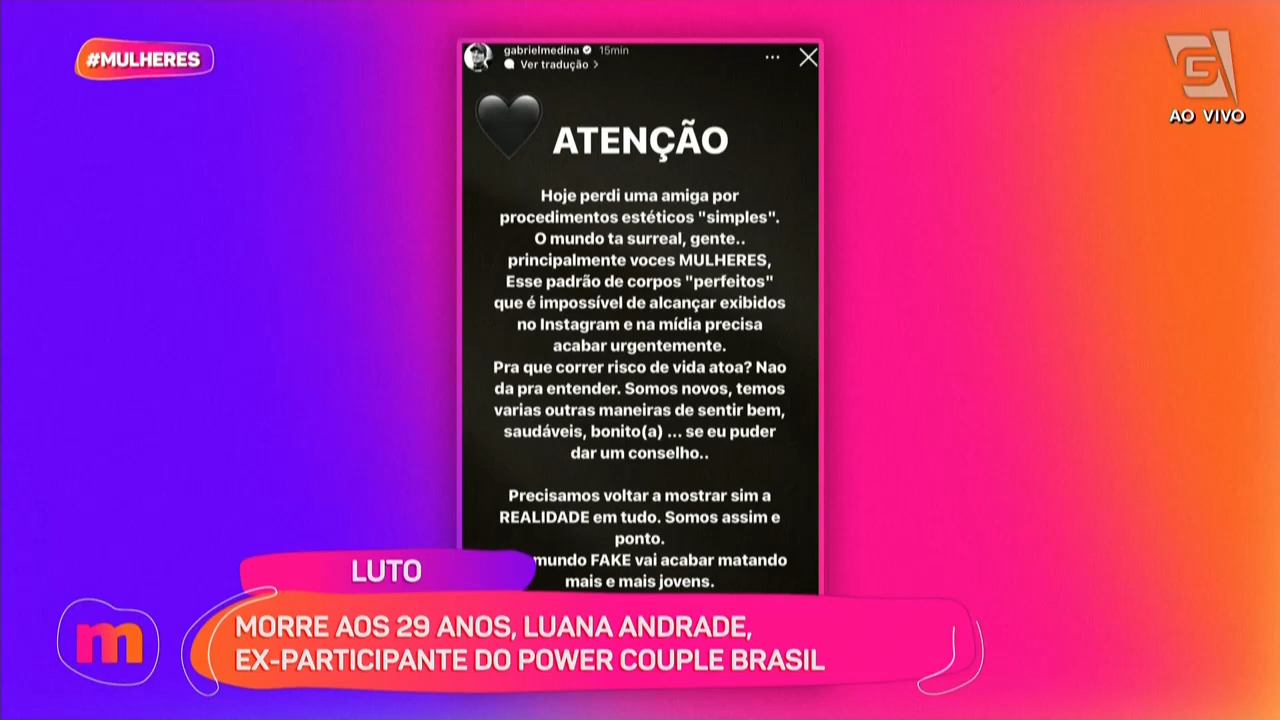 #MULHERES
gabrielmedina 15min
Ver tradução >
G
AO VIVO
ATENÇÃO
Hoje perdi uma amiga por
procedimentos estéticos "simples".
O mundo ta surreal, gente..
principalmente voces MULHERES,
Esse padrão de corpos "perfeitos"
que é impossível de alcançar exibidos
no Instagram e na mídia precisa
acabar urgentemente.
Pra que correr risco de vida atoa? Nao
da pra entender. Somos novos, temos
varias outras maneiras de sentir bem,
saudáveis, bonito(a) ... se eu puder
dar um conselho..
Precisamos voltar a mostrar sim a
REALIDADE em tudo. Somos assim e
ponto.
mundo FAKE vai acabar matando
mais e mais jovens.
LUTO
m
MORRE AOS 29 ANOS, LUANA ANDRADE,
EX-PARTICIPANTE DO POWER COUPLE BRASIL